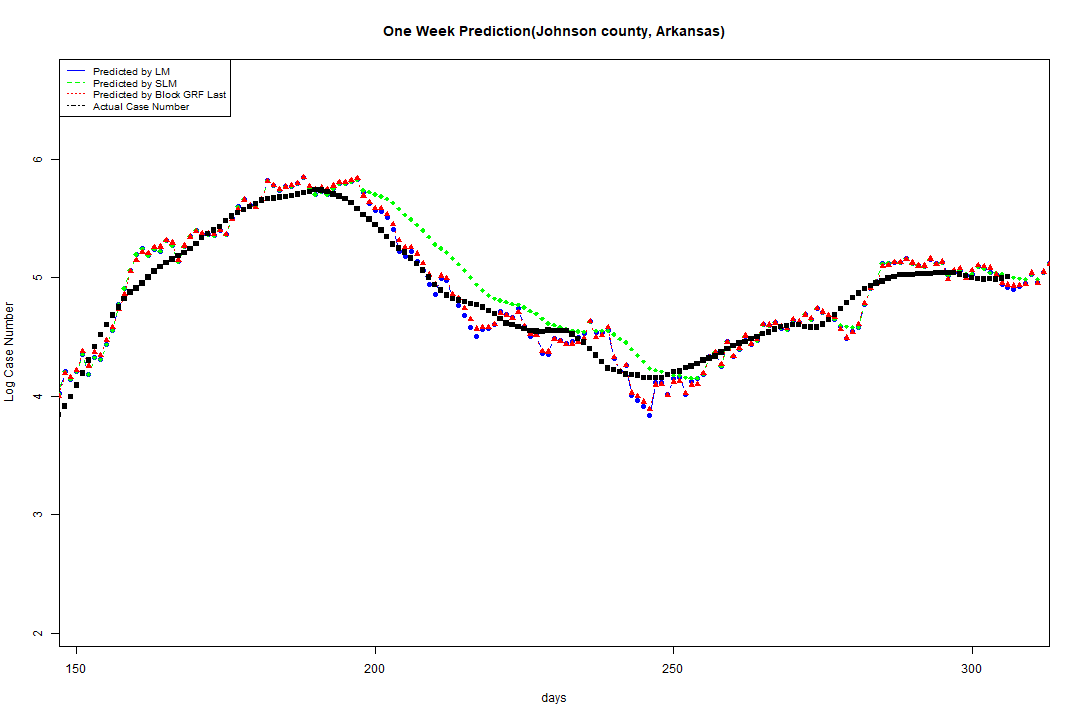 One Week Prediction(Johnson county, Arkansas)
Predicted by LM
Predicted by SLM
Predicted by Block GRF Last
Actual Case Number
6
5
4
3
2
Log Case Number
150 200 250 300
days